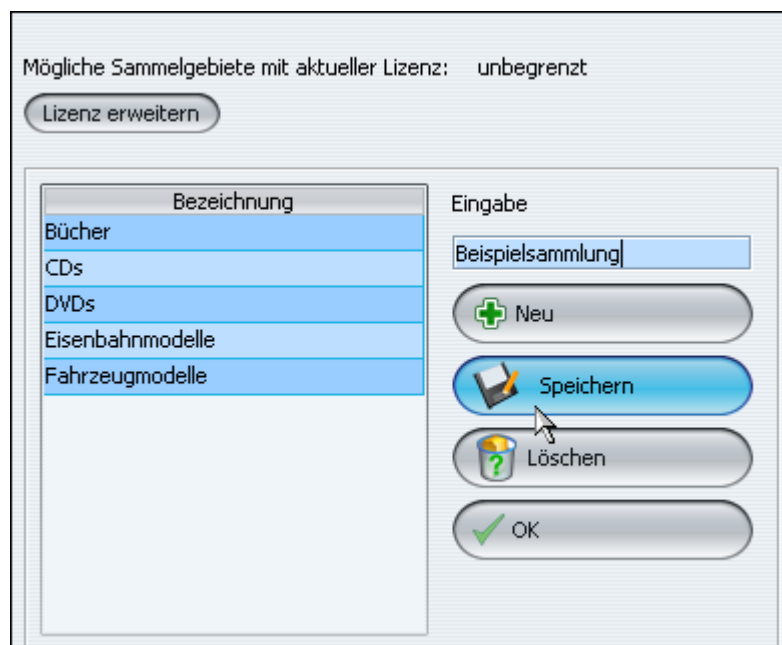 Mögliche Sammelgebiete mit aktueller Lizenz: unbegrenzt
Lizenz erweitern
Bezeichnung
Bücher
CDs
DVDs
Eisenbahnmodelle
Fahrzeugmodelle
Eingabe
Beispielsammlung
Neu
Speichern
Löschen
OK